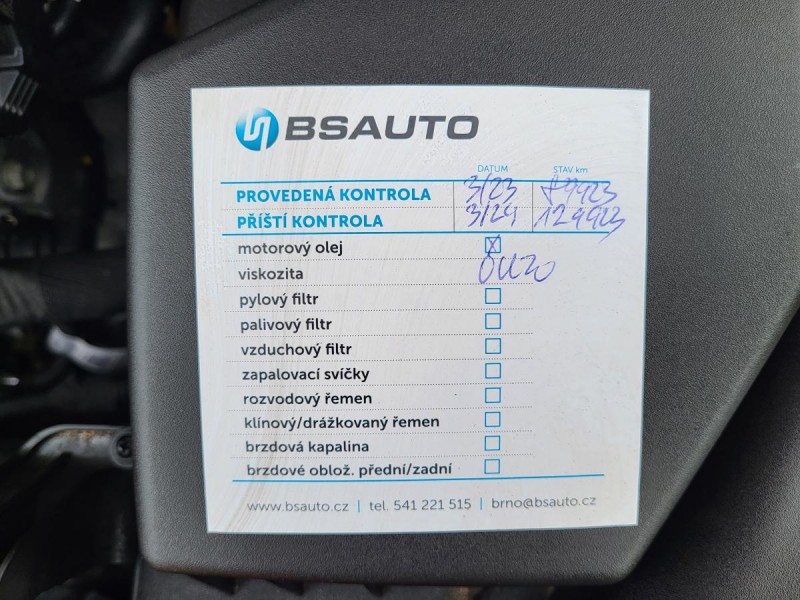 BSAUTO
DATUM STAV km
PROVEDENÁ KONTROLA 3/23
PŘÍŠTÍ KONTROLA 3/24 129923
motorový olej X
viskozita 0W20
pylový filtr
palivový filtr
vzduchový filtr
zapalovací svíčky
rozvodový řemen
klínový/drážkovaný řemen
brzdová kapalina
brzdové oblož. přední/zadní
www.bsauto.cz | tel. 541 221 515 | brno@bsauto.cz